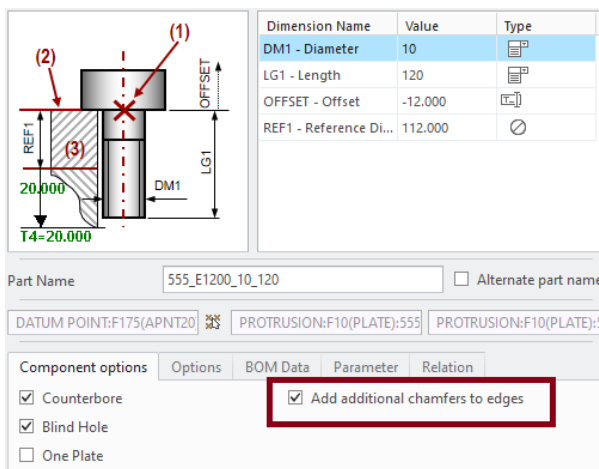 (1)
(2)
(3)
OFFSET
REF1
LG1
DM1
20.000
T4=20.000
Dimension Name Value Type
DM1 - Diameter 10
LG1 - Length 120
OFFSET - Offset -12.000
REF1 - Reference Di... 112.000
Part Name 555_E1200_10_120 Alternate part name
DATUM POINT:F175(APNT20) PROTRUSION:F10(PLATE):555 PROTRUSION:F10(PLATE):5
Component options Options BOM Data Parameter Relation
Counterbore Add additional chamfers to edges
Blind Hole
One Plate